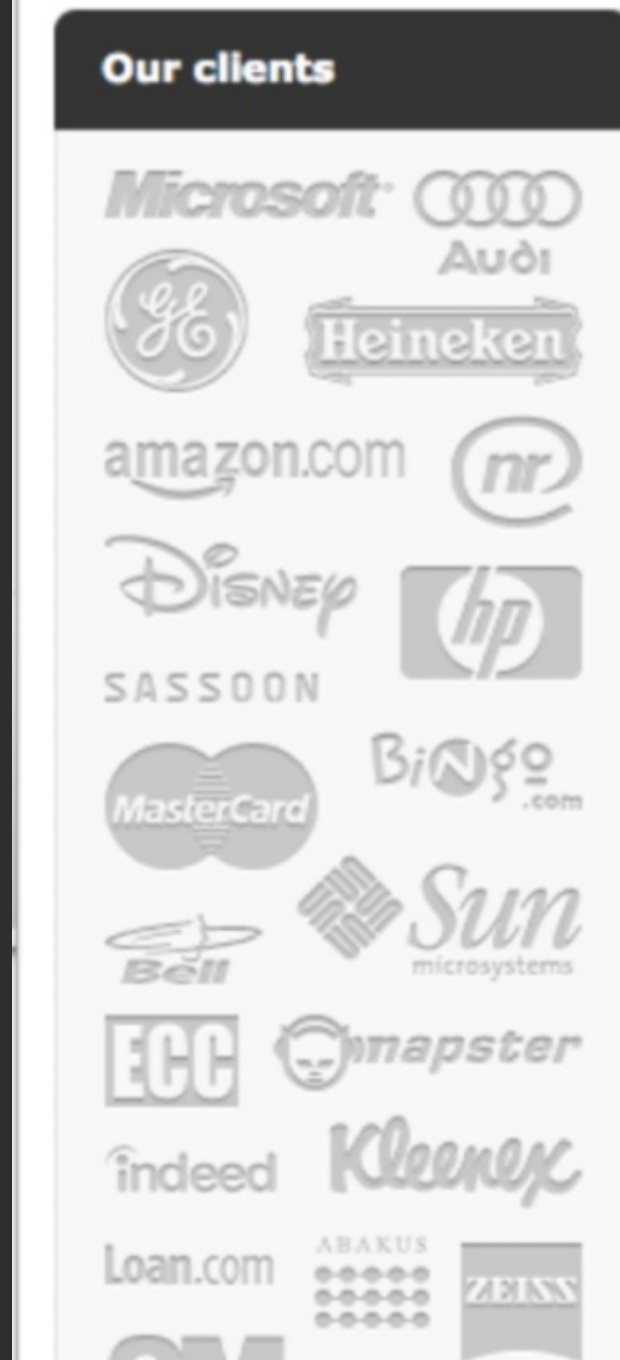 Our clients
Microsoft
Audi
GE
Heineken
amazon.com
nr
Disney
hp
SASSOON
BiNgo
.com
MasterCard
Sun
microsystems
Bell
ECC
napster
Kleenex
indeed
ABAKUS
Loan.com
ZEISS